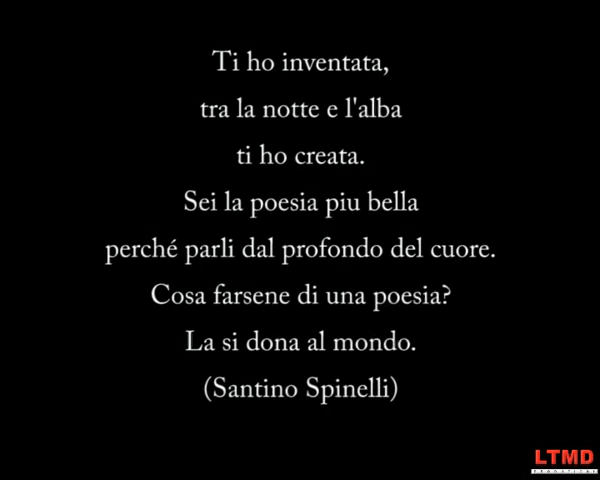 Ti ho inventata,
tra la notte e l'alba
ti ho creata.
Sei la poesia piu bella
perché parli dal profondo del cuore.
Cosa farsene di una poesia?
La si dona al mondo.
(Santino Spinelli)
LTMD